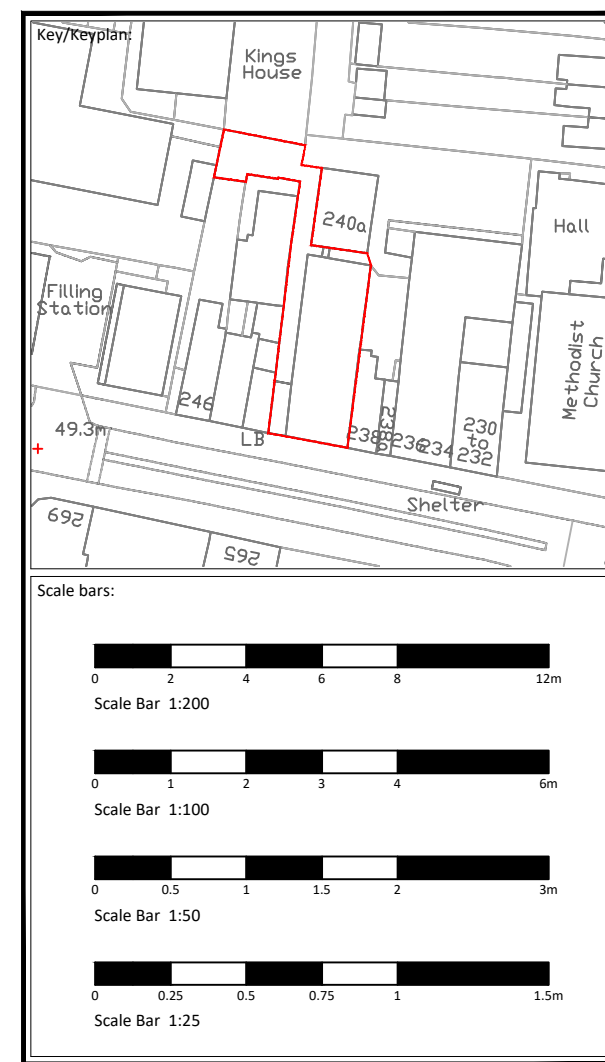 Key/Keyplan:
Kings
House
240a
Hall
Filling
Station
Methodist
Church
246
49.3m
LB
238
238a
236
234
230
to
232
Shelter
269
265
Scale bars:
0 2 4 6 8 12m
Scale Bar 1:200
0 1 2 3 4 6m
Scale Bar 1:100
0 0.5 1 1.5 2 3m
Scale Bar 1:50
0 0.25 0.5 0.75 1 1.5m
Scale Bar 1:25